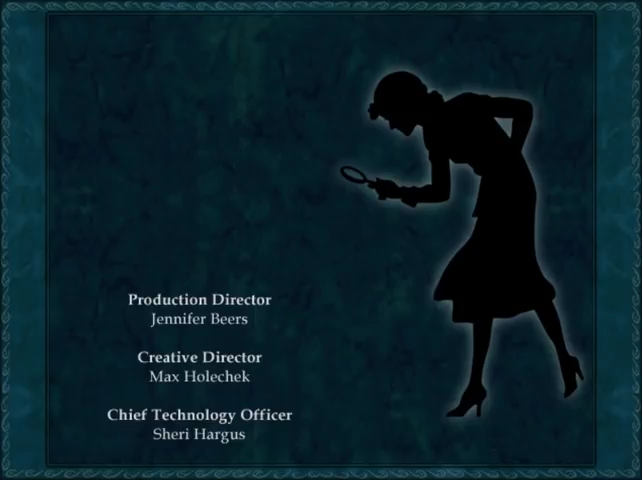 Production Director
Jennifer Beers
Creative Director
Max Holechek
Chief Technology Officer
Sheri Hargus